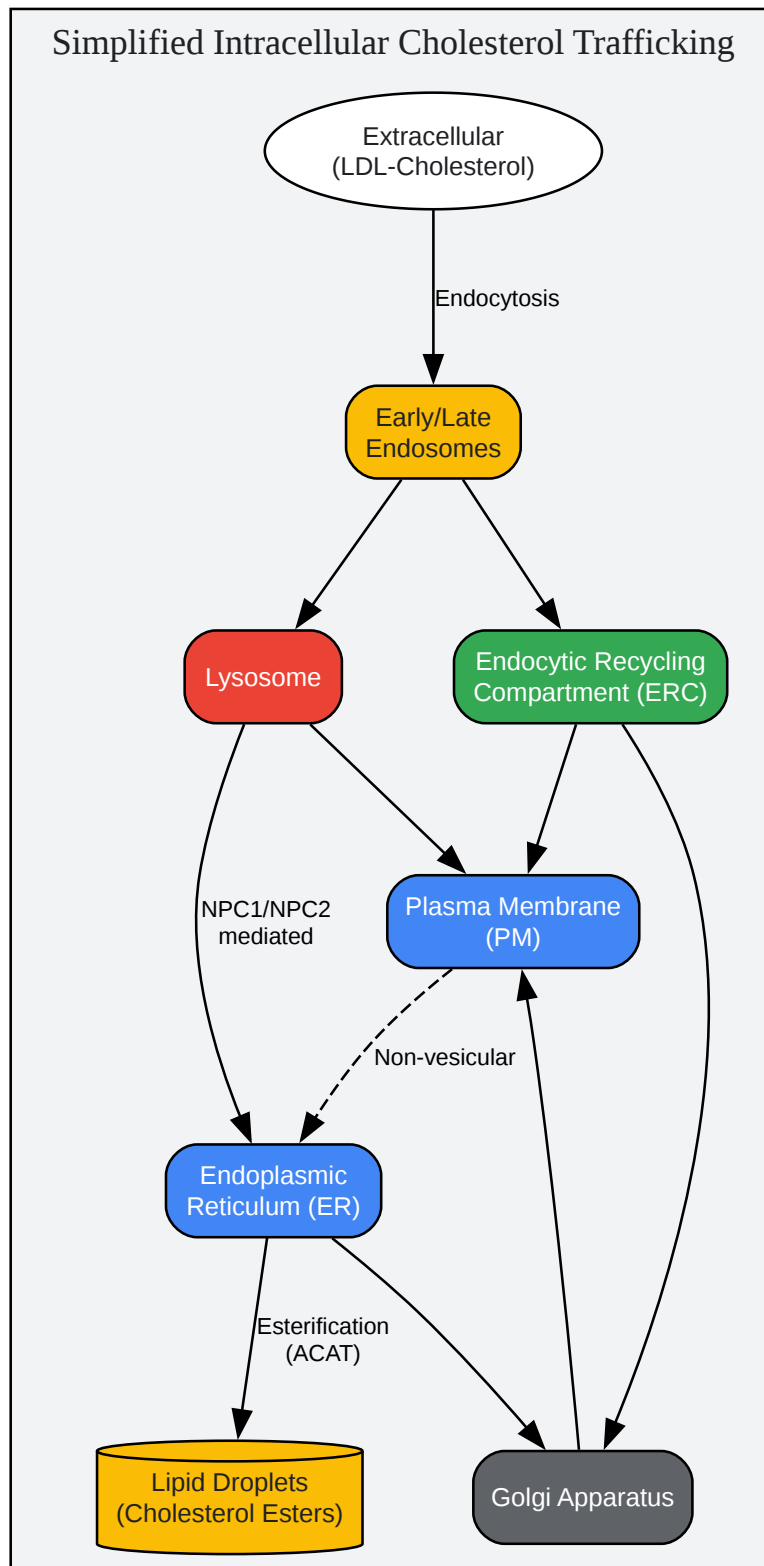 Simplified Intracellular Cholesterol Trafficking
Extracellular
(LDL-Cholesterol)
Endocytosis
Early/Late
Endosomes
Lysosome
Endocytic Recycling
Compartment (ERC)
NPC1/NPC2
mediated
Plasma Membrane
(PM)
Non-vesicular
Endoplasmic
Reticulum (ER)
Esterification
(ACAT)
Lipid Droplets
(Cholesterol Esters)
Golgi Apparatus